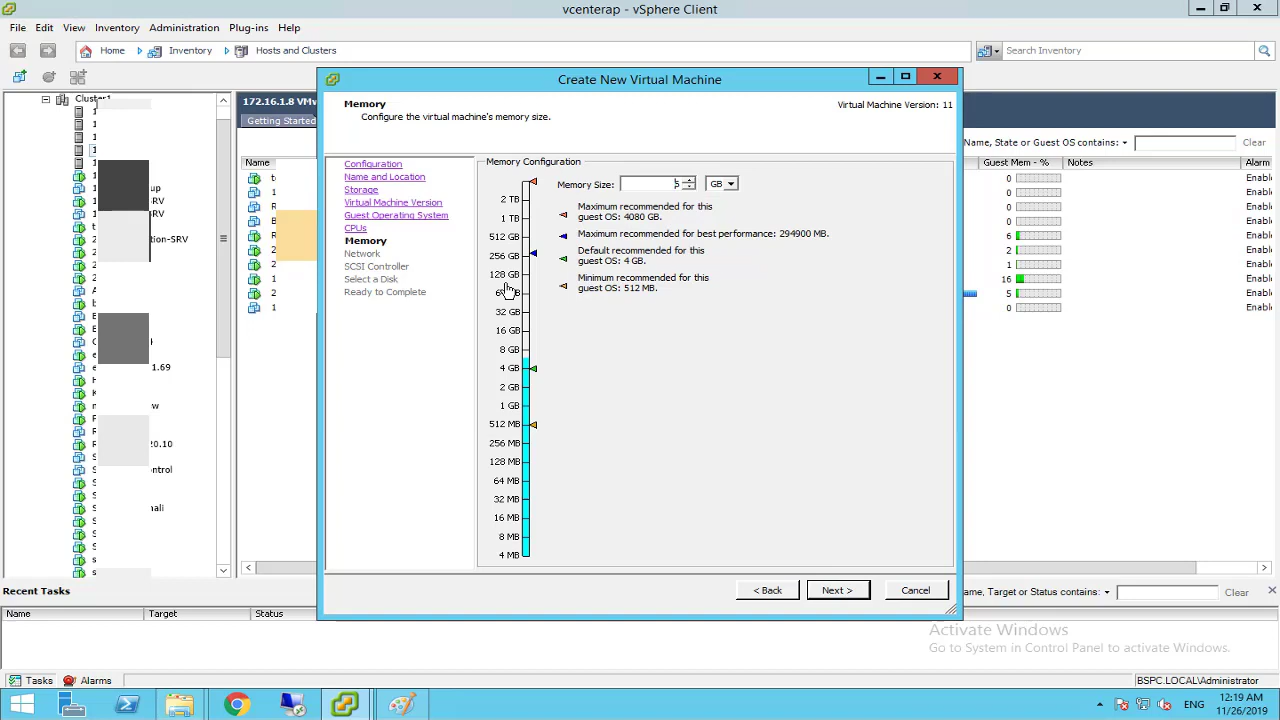 vcenterap - vSphere Client
File Edit View Inventory Administration Plug-ins Help
Home Inventory Hosts and Clusters Search Inventory
Create New Virtual Machine
Cluster1
172.16.1.8 VMw
Getting Started
Name
Memory
Configure the virtual machine's memory size.
Virtual Machine Version: 11
Configuration
Name and Location
Storage
Virtual Machine Version
Guest Operating System
CPUs
Memory
Network
SCSI Controller
Select a Disk
Ready to Complete
Memory Configuration
Memory Size: 5 GB
Maximum recommended for this
guest OS: 4080 GB.
Maximum recommended for best performance: 294900 MB.
Default recommended for this
guest OS: 4 GB.
Minimum recommended for this
guest OS: 512 MB.
2 TB
1 TB
512 GB
256 GB
128 GB
32 GB
16 GB
8 GB
4 GB
2 GB
1 GB
512 MB
256 MB
128 MB
64 MB
32 MB
16 MB
8 MB
4 MB
< Back Next > Cancel
Name, State or Guest OS contains: Clear
Guest Mem - % Notes Alarm
0 Enable
0 Enable
0 Enable
0 Enable
6 Enable
2 Enable
1 Enable
16 Enable
5 Enable
0 Enable
up
-SRV
20.10
Recent Tasks
Name, Target or Status contains: Clear
Name Target Status
Activate Windows
Go to System in Control Panel to activate Windows.
Tasks Alarms
BSPC.LOCAL\Administrator
ENG
12:19 AM
11/26/2019